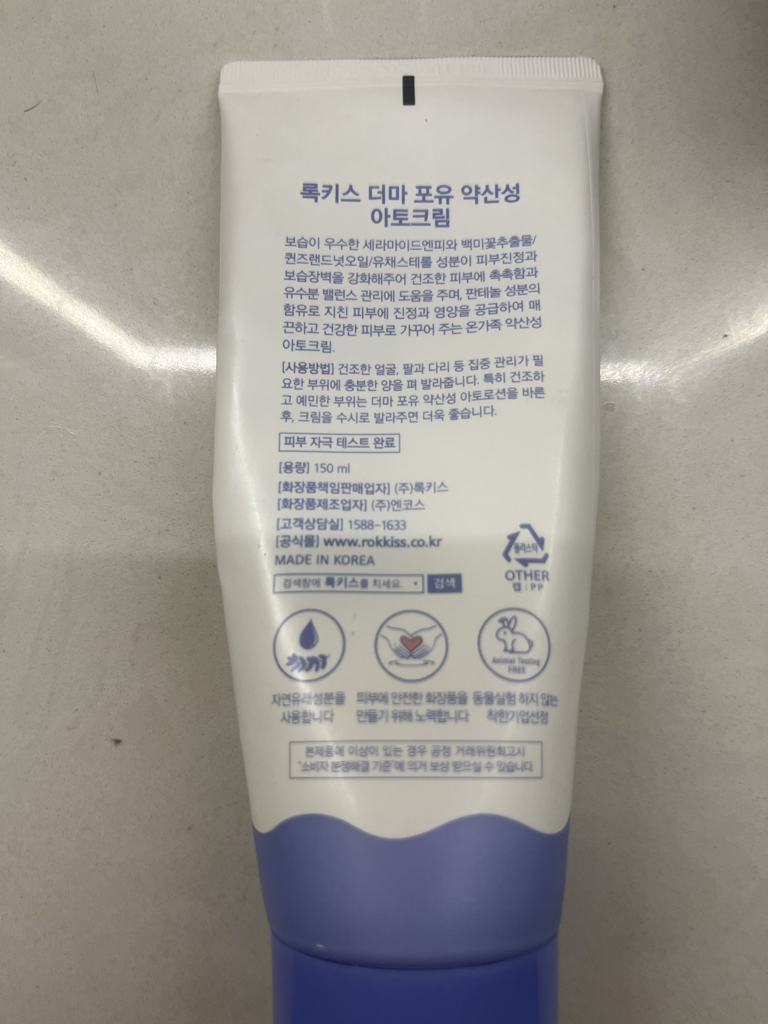 록키스 더마 포유 약산성
아토크림
보습이 우수한 세라마이드엔피와 백미꽃추출물/
퀸즈랜드넛오일/유채스테롤 성분이 피부진정과
보습장벽을 강화해주어 건조한 피부에 촉촉함과
유수분 밸런스 관리에 도움을 주며, 판테놀 성분의
함유로 지친 피부에 진정과 영양을 공급하여 매
끈하고 건강한 피부로 가꾸어 주는 온가족 약산성
아토크림.
[사용방법] 건조한 얼굴, 팔과 다리 등 집중 관리가 필
요한 부위에 충분한 양을 펴 발라줍니다. 특히 건조하
고 예민한 부위는 더마 포유 약산성 아토로션을 바른
후, 크림을 수시로 발라주면 더욱 좋습니다.
피부 자극 테스트 완료
[용량] 150 ml
[화장품책임판매업자] (주)록키스
[화장품제조업자] (주)엔코스
[고객상담실] 1588-1633
[공식몰] www.rokkiss.co.kr
MADE IN KOREA
검색창에 록키스를 치세요. 검색
플라스틱
OTHER
캡 : PP
Animal Testing
FREE
자연유래성분을
사용합니다
피부에 안전한 화장품을
만들기 위해 노력합니다
동물실험 하지 않는
착한기업선정
본제품에 이상이 있는 경우 공정 거래위원회고시
"소비자 분쟁해결 기준"에 의거 보상 받으실 수 있습니다.